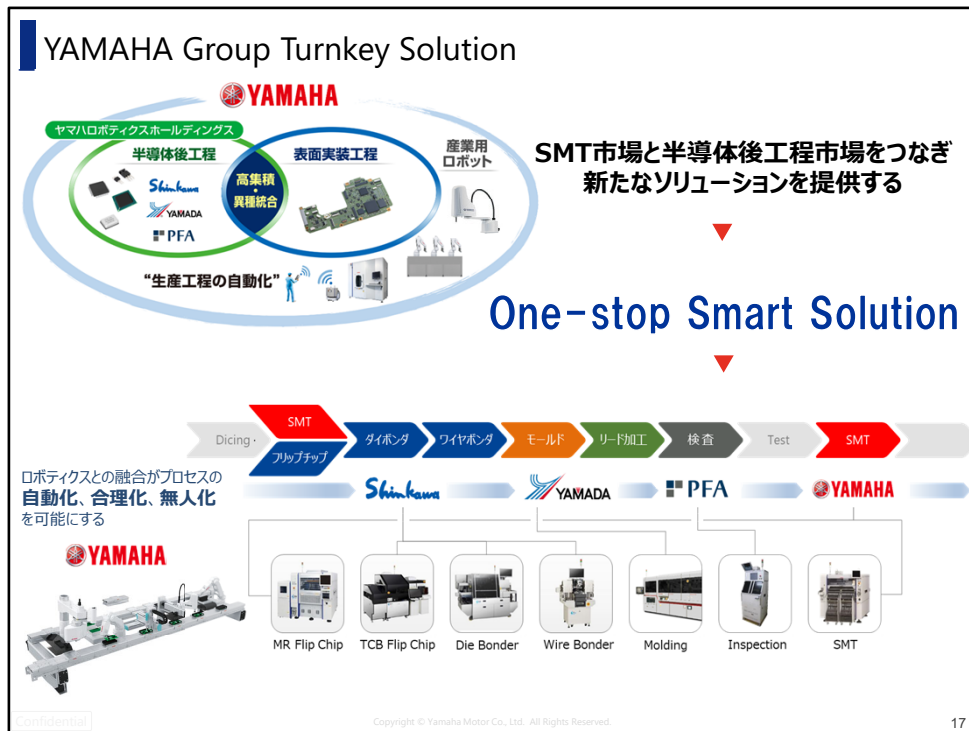 YAMAHA Group Turnkey Solution
YAMAHA
ヤマハロボティクスホールディングス
半導体後工程
表面実装工程
産業用
ロボット
Shinkawa
YAMADA
PFA
高集積
・
異種統合
“生産工程の自動化”
SMT市場と半導体後工程市場をつなぎ
新たなソリューションを提供する
One-stop Smart Solution
Dicing・
SMT
フリップチップ
ダイボンダ
ワイヤボンダ
モールド
リード加工
検査
Test
SMT
ロボティクスとの融合がプロセスの
自動化、合理化、無人化
を可能にする
Shinkawa
YAMADA
PFA
YAMAHA
YAMAHA
MR Flip Chip
TCB Flip Chip
Die Bonder
Wire Bonder
Molding
Inspection
SMT
Confidential
Copyright © Yamaha Motor Co., Ltd. All Rights Reserved.
17